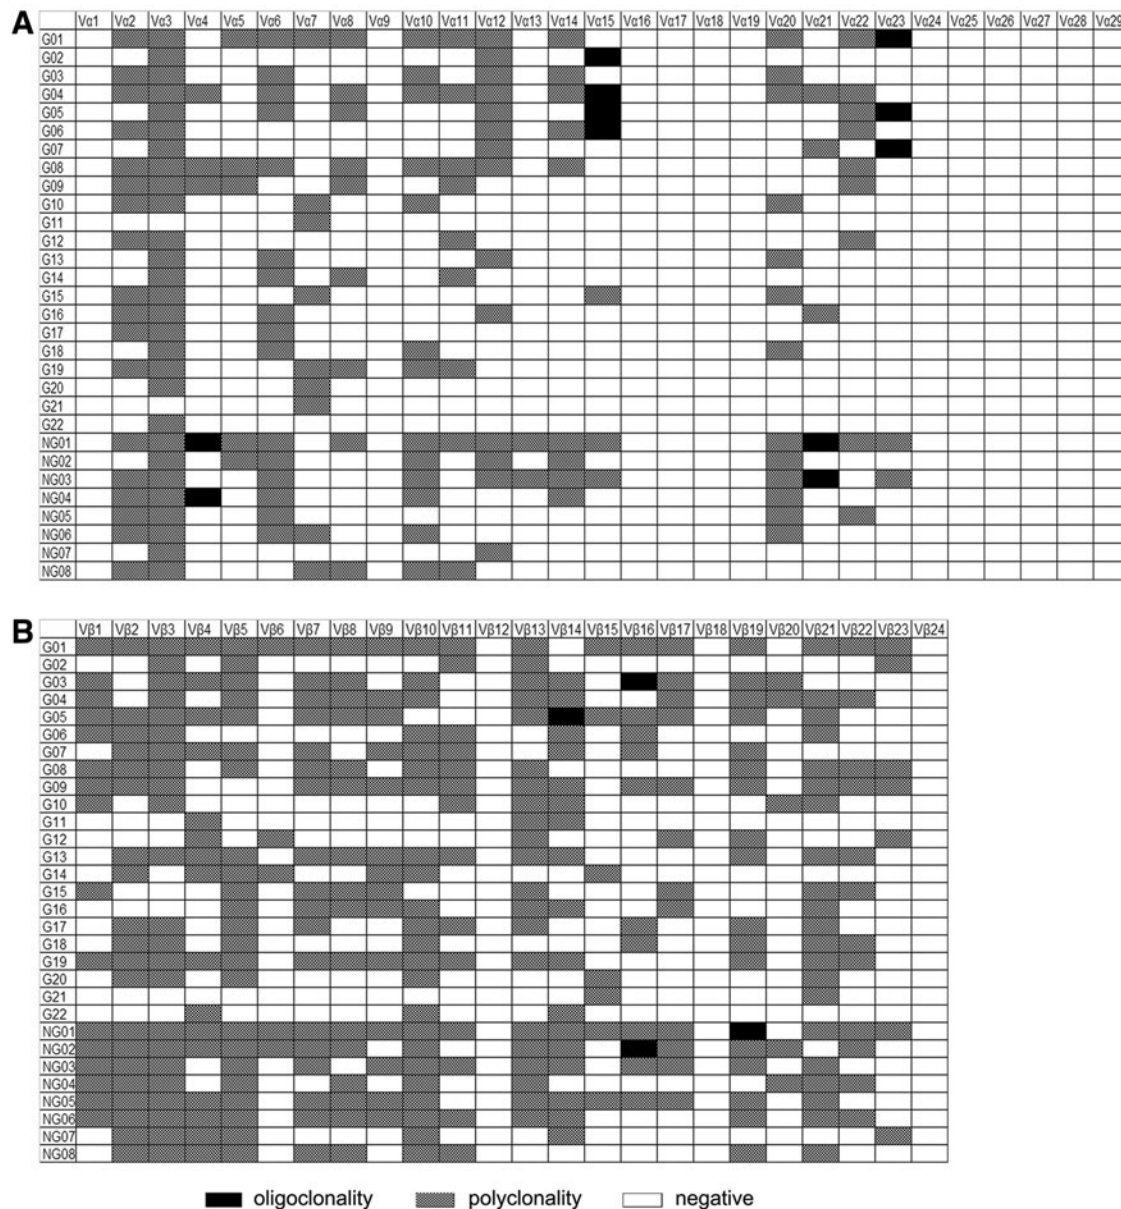 A
Vα1 Vα2 Vα3 Vα4 Vα5 Vα6 Vα7 Vα8 Vα9 Vα10 Vα11 Vα12 Vα13 Vα14 Vα15 Vα16 Vα17 Vα18 Vα19 Vα20 Vα21 Vα22 Vα23 Vα24 Vα25 Vα26 Vα27 Vα28 Vα29
G01
G02
G03
G04
G05
G06
G07
G08
G09
G10
G11
G12
G13
G14
G15
G16
G17
G18
G19
G20
G21
G22
NG01
NG02
NG03
NG04
NG05
NG06
NG07
NG08
B
Vβ1 Vβ2 Vβ3 Vβ4 Vβ5 Vβ6 Vβ7 Vβ8 Vβ9 Vβ10 Vβ11 Vβ12 Vβ13 Vβ14 Vβ15 Vβ16 Vβ17 Vβ18 Vβ19 Vβ20 Vβ21 Vβ22 Vβ23 Vβ24
G01
G02
G03
G04
G05
G06
G07
G08
G09
G10
G11
G12
G13
G14
G15
G16
G17
G18
G19
G20
G21
G22
NG01
NG02
NG03
NG04
NG05
NG06
NG07
NG08
oligoclonality polyclonality negative